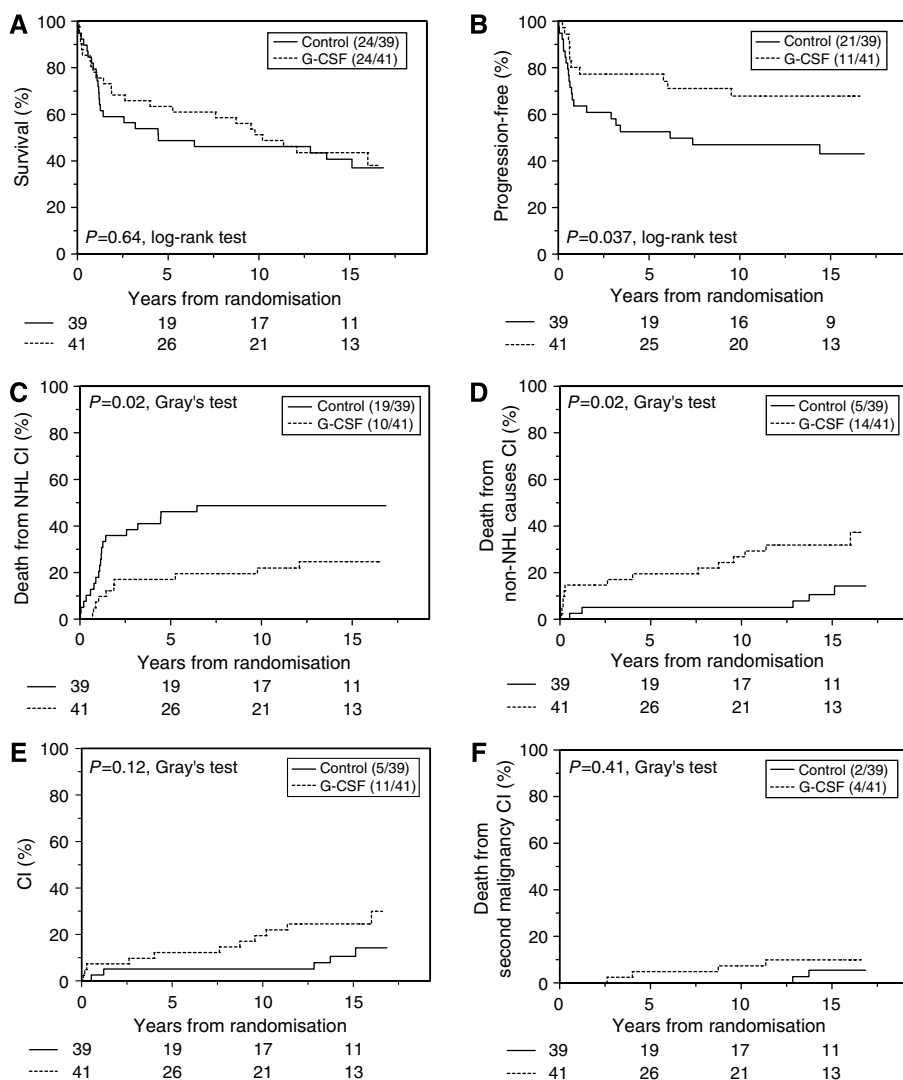 A
Survival (%)
100
80
60
40
20
0
Control (24/39)
G-CSF (24/41)
P=0.64, log-rank test
0 5 10 15
Years from randomisation
39 19 17 11
41 26 21 13
B
Progression-free (%)
100
80
60
40
20
0
Control (21/39)
G-CSF (11/41)
P=0.037, log-rank test
0 5 10 15
Years from randomisation
39 19 16 9
41 25 20 13
C
Death from NHL CI (%)
100
80
60
40
20
0
P=0.02, Gray's test
Control (19/39)
G-CSF (10/41)
0 5 10 15
Years from randomisation
39 19 17 11
41 26 21 13
D
Death from
non-NHL causes CI (%)
100
80
60
40
20
0
P=0.02, Gray's test
Control (5/39)
G-CSF (14/41)
0 5 10 15
Years from randomisation
39 19 17 11
41 26 21 13
E
CI (%)
100
80
60
40
20
0
P=0.12, Gray's test
Control (5/39)
G-CSF (11/41)
0 5 10 15
Years from randomisation
39 19 17 11
41 26 21 13
F
Death from
second malignancy CI (%)
100
80
60
40
20
0
P=0.41, Gray's test
Control (2/39)
G-CSF (4/41)
0 5 10 15
Years from randomisation
39 19 17 11
41 26 21 13